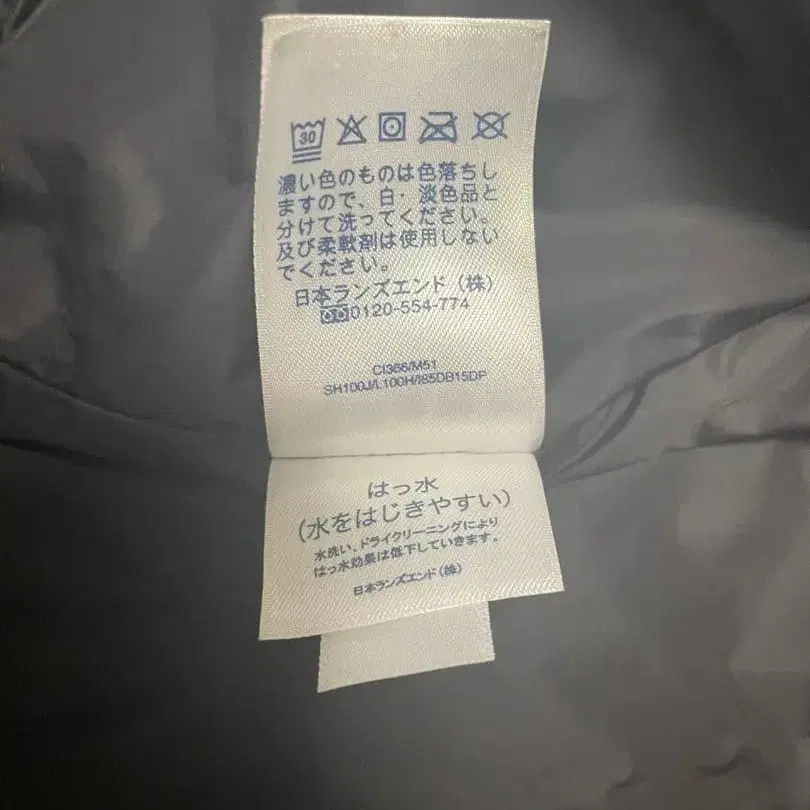 30
濃い色のものは色落ちし
ますので、白・淡色品と
分けて洗ってください。
及び柔軟剤は使用しない
でください。
日本ランズエンド（株）
0120-554-774
CI366/M51
SH100J/L100H/I85DB15DP
はっ水
(水をはじきやすい)
水洗い、ドライクリーニングにより
はっ水効果は低下していきます。
日本ランズエンド（株）